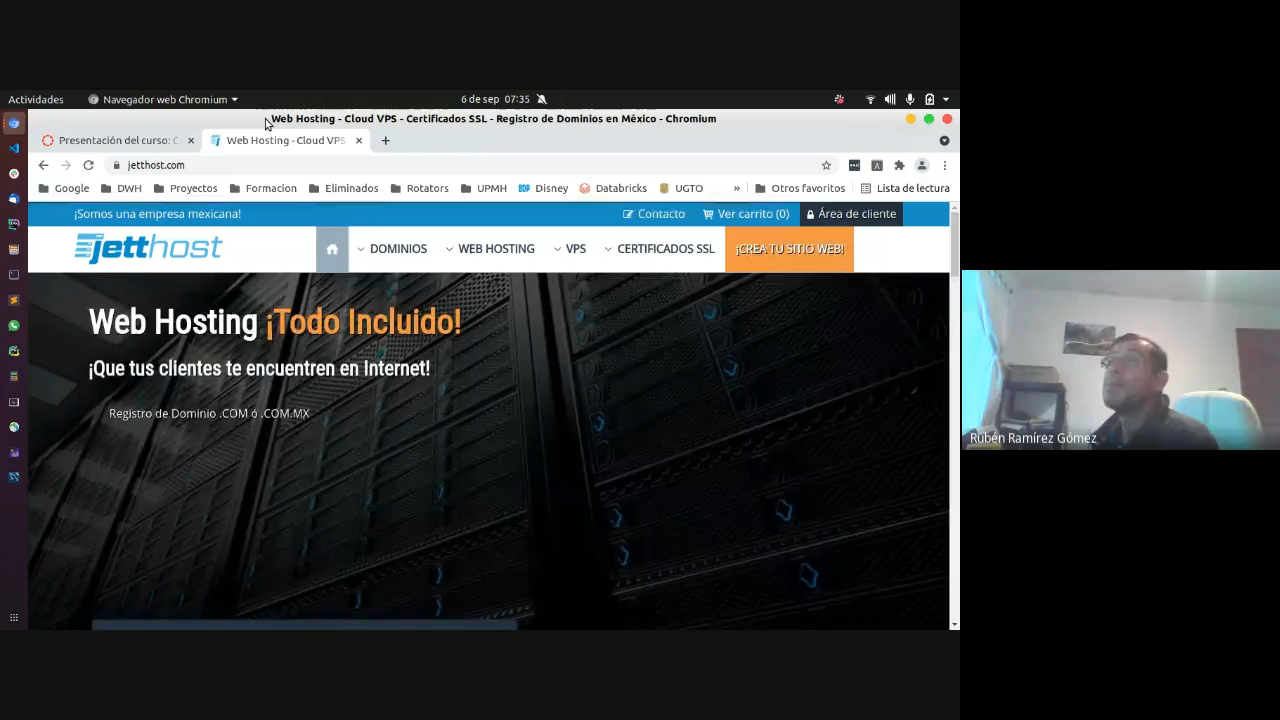 Actividades
Navegador web Chromium
6 de sep 07:35
Web Hosting - Cloud VPS - Certificados SSL - Registro de Dominios en México - Chromium
Presentación del curso: C
Web Hosting - Cloud VPS
jetthost.com
Google
DWH
Proyectos
Formacion
Eliminados
Rotators
UPMH
BDP Disney
Databricks
UGTO
»
Otros favoritos
Lista de lectura
¡Somos una empresa mexicana!
Contacto
Ver carrito (0)
Área de cliente
jetthost
DOMINIOS
WEB HOSTING
VPS
CERTIFICADOS SSL
¡CREA TU SITIO WEB!
Web Hosting ¡Todo Incluido!
¡Que tus clientes te encuentren en Internet!
Registro de Dominio .COM ó .COM.MX
Rubén Ramírez Gómez